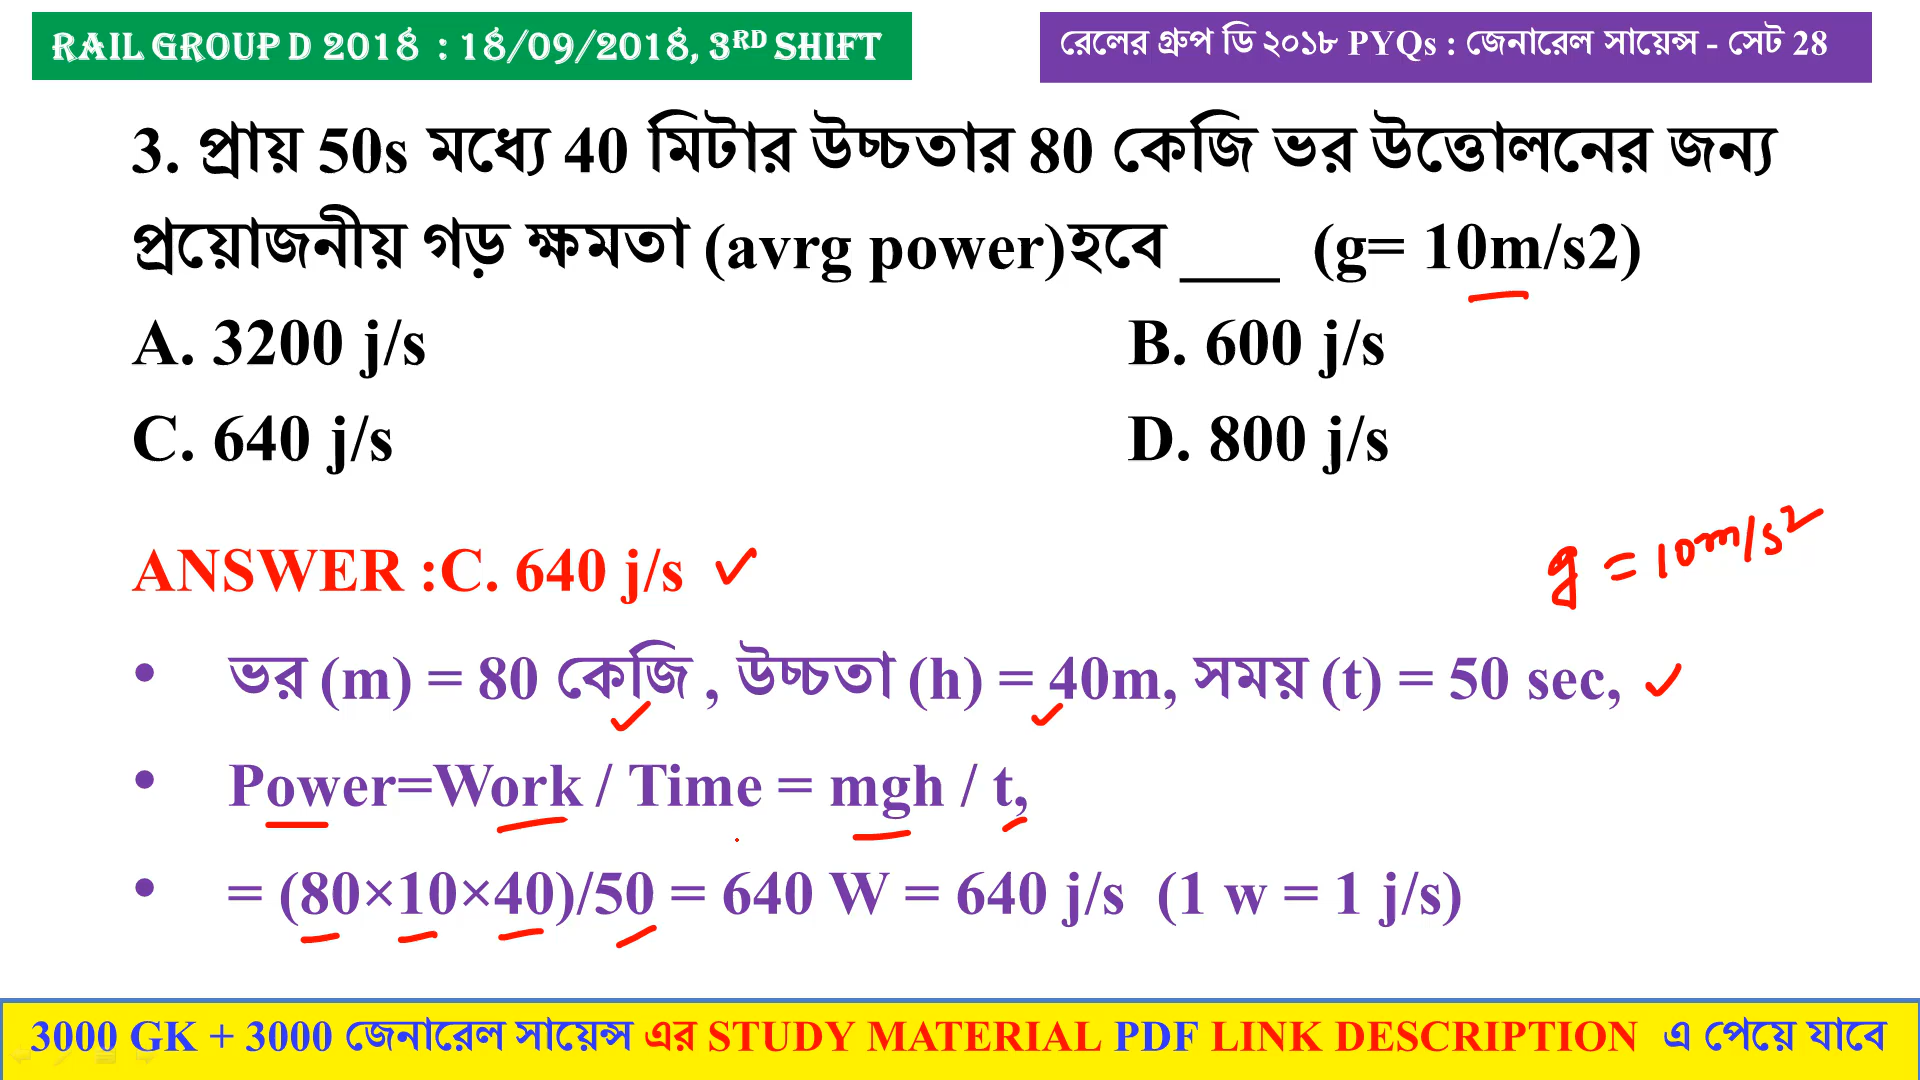 RAIL GROUP D 2018 : 18/09/2018, 3RD SHIFT
রেলের গ্রুপ ডি ২০১৮ PYQs : জেনারেল সায়েন্স - সেট 28
3. প্রায় 50s মধ্যে 40 মিটার উচ্চতার 80 কেজি ভর উত্তোলনের জন্য
প্রয়োজনীয় গড় ক্ষমতা (avrg power)হবে ___ (g= 10m/s2)
A. 3200 j/s
B. 600 j/s
C. 640 j/s
D. 800 j/s
ANSWER :C. 640 j/s
g = 10m/s2
• ভর (m) = 80 কেজি , উচ্চতা (h) = 40m, সময় (t) = 50 sec,
• Power=Work / Time = mgh / t,
• = (80×10×40)/50 = 640 W = 640 j/s (1 w = 1 j/s)
3000 GK + 3000 জেনারেল সায়েন্স এর STUDY MATERIAL PDF LINK DESCRIPTION এ পেয়ে যাবে